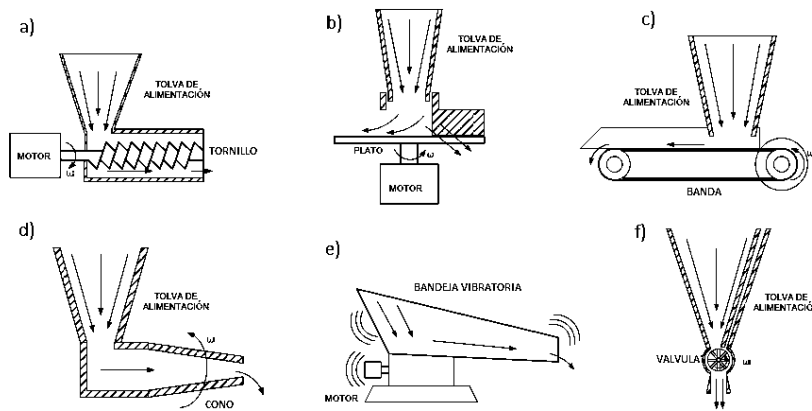 a)
TOLVA DE
ALIMENTACIÓN
MOTOR
ω
TORNILLO
b)
TOLVA DE
ALIMENTACIÓN
PLATO
ω
MOTOR
c)
TOLVA DE
ALIMENTACIÓN
ω
BANDA
d)
TOLVA DE
ALIMENTACIÓN
ω
CONO
e)
BANDEJA VIBRATORIA
MOTOR
f)
TOLVA DE
ALIMENTACIÓN
VALVULA
ω